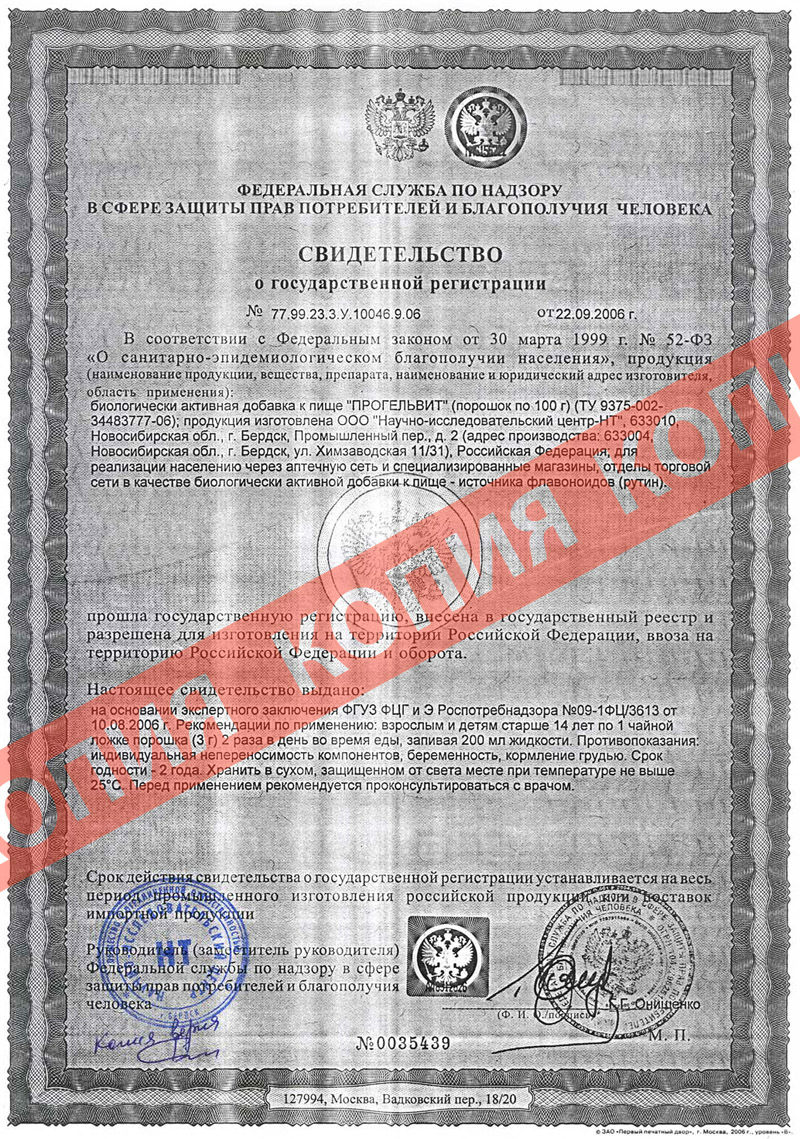 ФЕДЕРАЛЬНАЯ СЛУЖБА ПО НАДЗОРУ
В СФЕРЕ ЗАЩИТЫ ПРАВ ПОТРЕБИТЕЛЕЙ И БЛАГОПОЛУЧИЯ ЧЕЛОВЕКА
СВИДЕТЕЛЬСТВО
о государственной регистрации
№ 77.99.23.3.У.10046.9.06 от 22.09.2006 г.
В соответствии с Федеральным законом от 30 марта 1999 г. № 52-ФЗ
«О санитарно-эпидемиологическом благополучии населения», продукция
(наименование продукции, вещества, препарата, наименование и юридический адрес изготовителя,
область применения):
биологически активная добавка к пище "ПРОГЕЛЬВИТ" (порошок по 100 г) (ТУ 9375-002-
34483777-06); продукция изготовлена ООО "Научно-исследовательский центр-НТ", 633010,
Новосибирская обл., г. Бердск, Промышленный пер., д. 2 (адрес производства: 633004,
Новосибирская обл., г. Бердск, ул. Химзаводская 11/31), Российская Федерация, для
реализации населению через аптечную сеть и специализированные магазины, отделы торговой
сети в качестве биологически активной добавки к пище - источника флавоноидов (рутин).
КОПИЯ КОПИЯ КОПИЯ
прошла государственную регистрацию, внесена в государственный реестр и
разрешена для изготовления на территории Российской Федерации, ввоза на
территорию Российской Федерации и оборота.
Настоящее свидетельство выдано:
на основании экспертного заключения ФГУЗ ФЦГ и Э Роспотребнадзора №09-1ФЦ/3613 от
10.08.2006 г. Рекомендации по применению: взрослым и детям старше 14 лет по 1 чайной
ложке порошка (3 г) 2 раза в день во время еды, запивая 200 мл жидкости. Противопоказания:
индивидуальная непереносимость компонентов, беременность, кормление грудью. Срок
годности - 2 года. Хранить в сухом, защищенном от света месте при температуре не выше
25°С. Перед применением рекомендуется проконсультироваться с врачом.
Срок действия свидетельства о государственной регистрации устанавливается на весь
период промышленного изготовления российской продукции или поставок
импортной продукции
Руководитель (заместитель руководителя)
Федеральной службы по надзору в сфере
защиты прав потребителей и благополучия
человека
НТ
г. БЕРДСК
Копия верна
Г.Г. Онищенко
(Ф. И. О./подпись)
М. П.
№0035439
127994, Москва, Вадковский пер., 18/20
© ЗАО «Первый печатный двор», г. Москва, 2006 г., уровень «В».